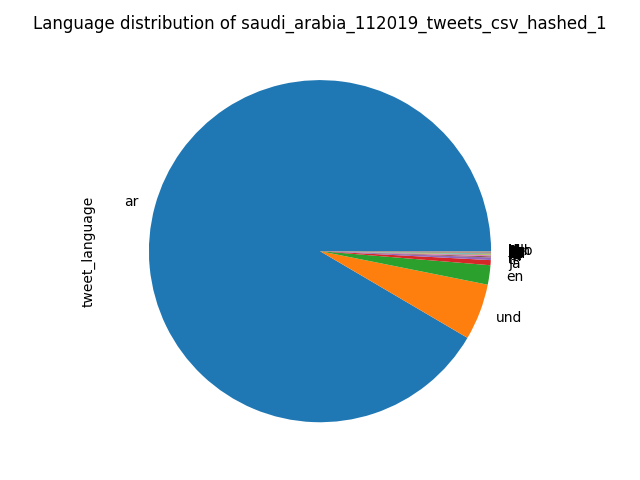 Language distribution of saudi_arabia_112019_tweets_csv_hashed_1
tweet_language
ar
und
en
ja